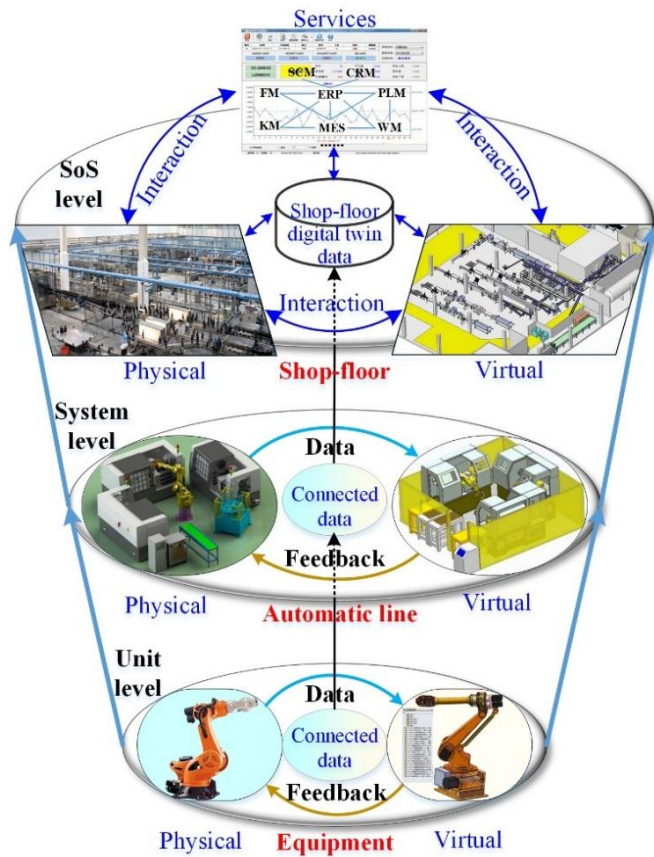 Services
SCM CRM
FM ERP PLM
KM MES WM
Interaction
Interaction
SoS
level
Shop-floor
digital twin
data
Interaction
Physical
Shop-floor
Virtual
System
level
Data
Connected
data
Feedback
Physical
Automatic line
Virtual
Unit
level
Data
Connected
data
Feedback
Physical
Equipment
Virtual